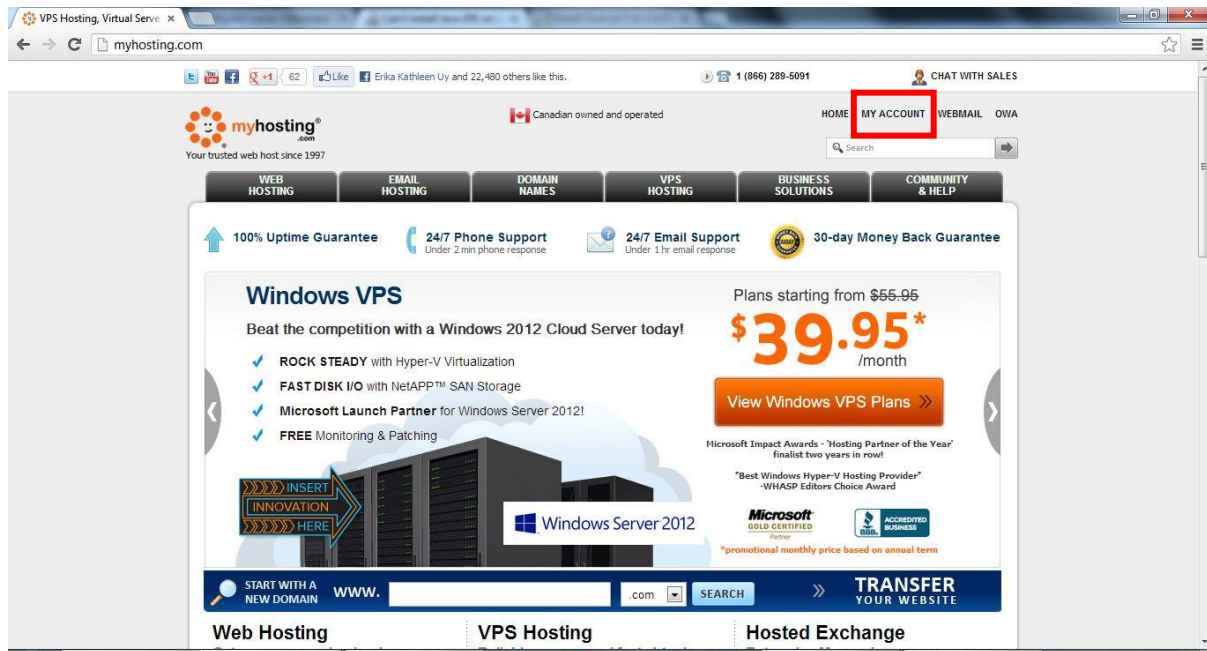 VPS Hosting, Virtual Serve
myhosting.com
+1 62 Like Erika Kathleen Uy and 22,480 others like this.
1 (866) 289-5091
CHAT WITH SALES
myhosting®
.com
Your trusted web host since 1997
Canadian owned and operated
HOME MY ACCOUNT WEBMAIL OWA
Search
WEB HOSTING
EMAIL HOSTING
DOMAIN NAMES
VPS HOSTING
BUSINESS SOLUTIONS
COMMUNITY & HELP
100% Uptime Guarantee
24/7 Phone Support
Under 2 min phone response
24/7 Email Support
Under 1 hr email response
30-day Money Back Guarantee
Windows VPS
Beat the competition with a Windows 2012 Cloud Server today!
ROCK STEADY with Hyper-V Virtualization
FAST DISK I/O with NetAPP™ SAN Storage
Microsoft Launch Partner for Windows Server 2012!
FREE Monitoring & Patching
INSERT
INNOVATION
HERE
Windows Server 2012
Plans starting from $55.95
$39.95*
/month
View Windows VPS Plans
Microsoft Impact Awards - 'Hosting Partner of the Year'
finalist two years in row!
"Best Windows Hyper-V Hosting Provider"
-WHASP Editors Choice Award
Microsoft
GOLD CERTIFIED
Partner
BBB.
ACCREDITED
BUSINESS
*promotional monthly price based on annual term
START WITH A
NEW DOMAIN
WWW.
.com
SEARCH
TRANSFER
YOUR WEBSITE
Web Hosting
VPS Hosting
Hosted Exchange